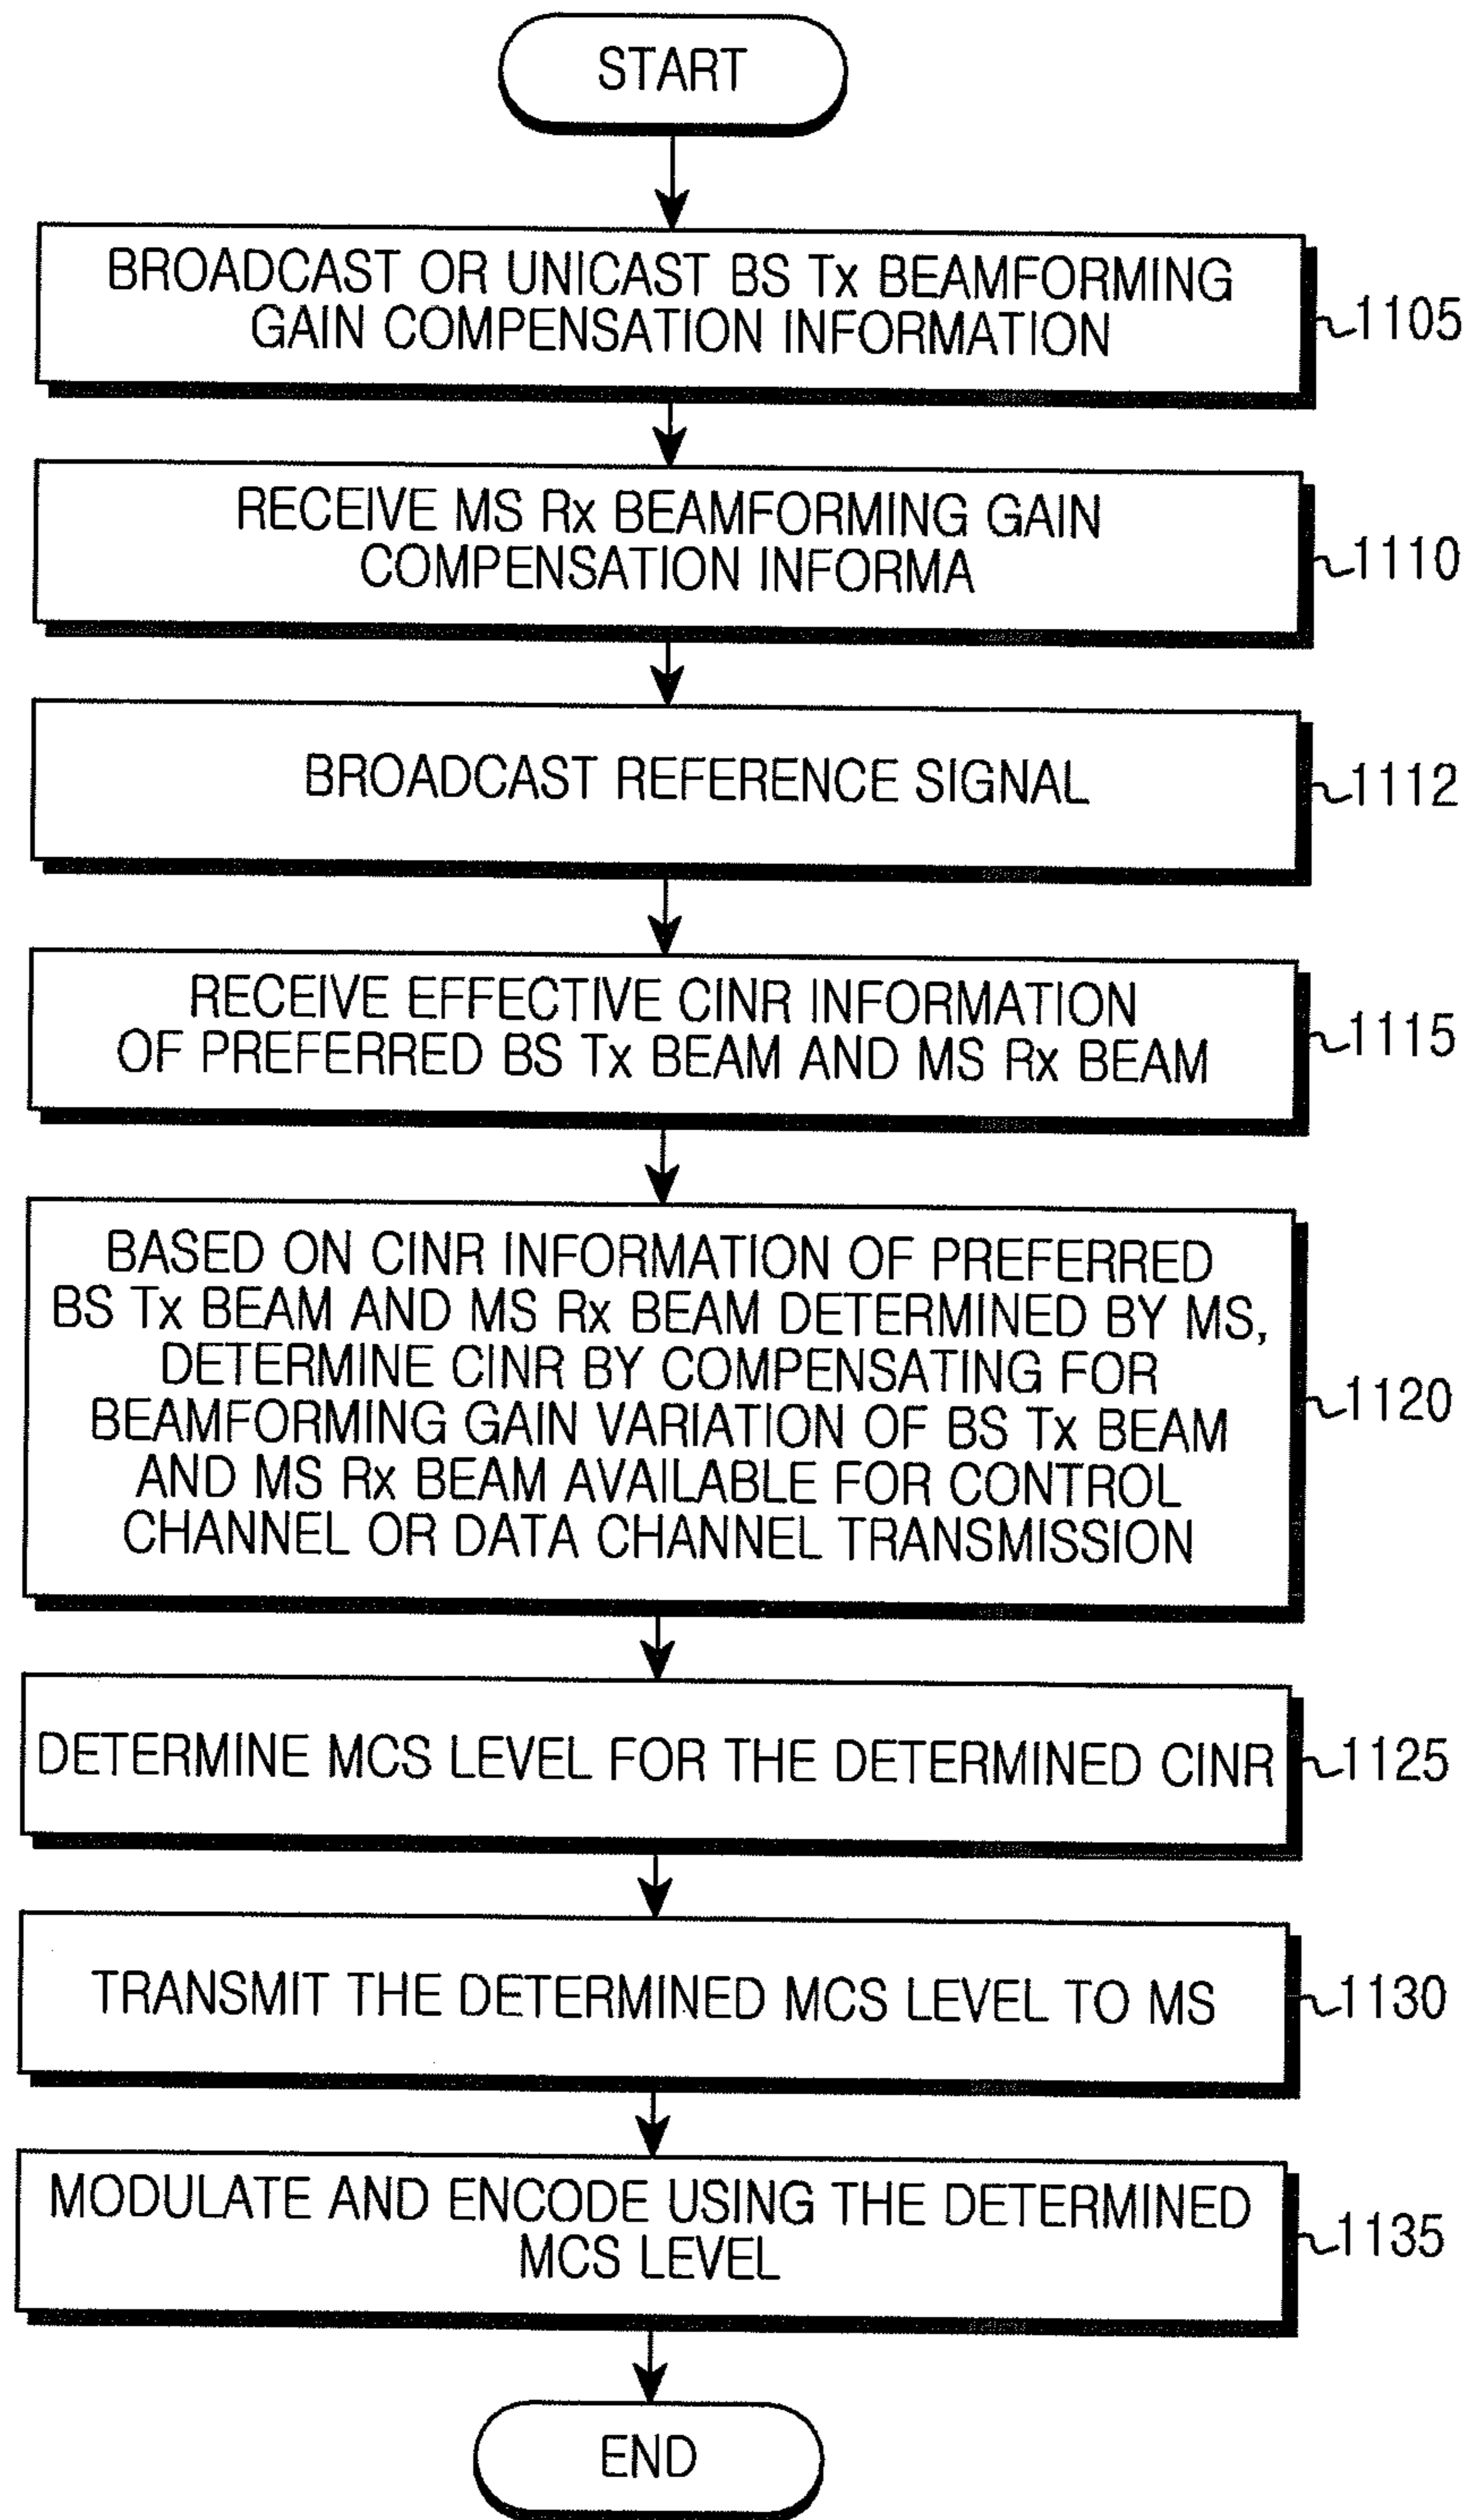 START
BROADCAST OR UNICAST BS Tx BEAMFORMING
GAIN COMPENSATION INFORMATION
1105
RECEIVE MS Rx BEAMFORMING GAIN
COMPENSATION INFORMA
1110
BROADCAST REFERENCE SIGNAL
1112
RECEIVE EFFECTIVE CINR INFORMATION
OF PREFERRED BS Tx BEAM AND MS Rx BEAM
1115
BASED ON CINR INFORMATION OF PREFERRED
BS Tx BEAM AND MS Rx BEAM DETERMINED BY MS,
DETERMINE CINR BY COMPENSATING FOR
BEAMFORMING GAIN VARIATION OF BS Tx BEAM
AND MS Rx BEAM AVAILABLE FOR CONTROL
CHANNEL OR DATA CHANNEL TRANSMISSION
1120
DETERMINE MCS LEVEL FOR THE DETERMINED CINR
1125
TRANSMIT THE DETERMINED MCS LEVEL TO MS
1130
MODULATE AND ENCODE USING THE DETERMINED
MCS LEVEL
1135
END